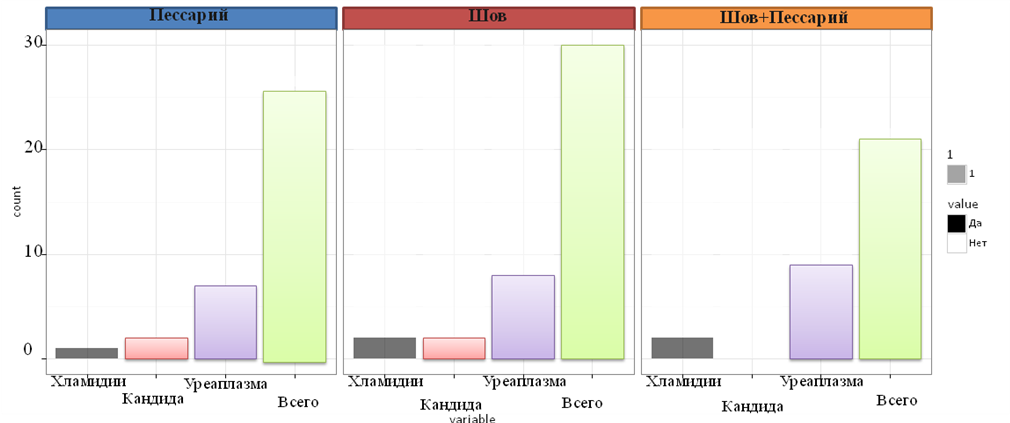 Пессарий
Шов
Шов+Пессарий
30
20
10
0
count
Хламидии
Кандида
Уреаплазма
Всего
Хламидии
Кандида
Уреаплазма
Всего
Хламидии
Кандида
Уреаплазма
Всего
variable
1
1
value
Да
Нет